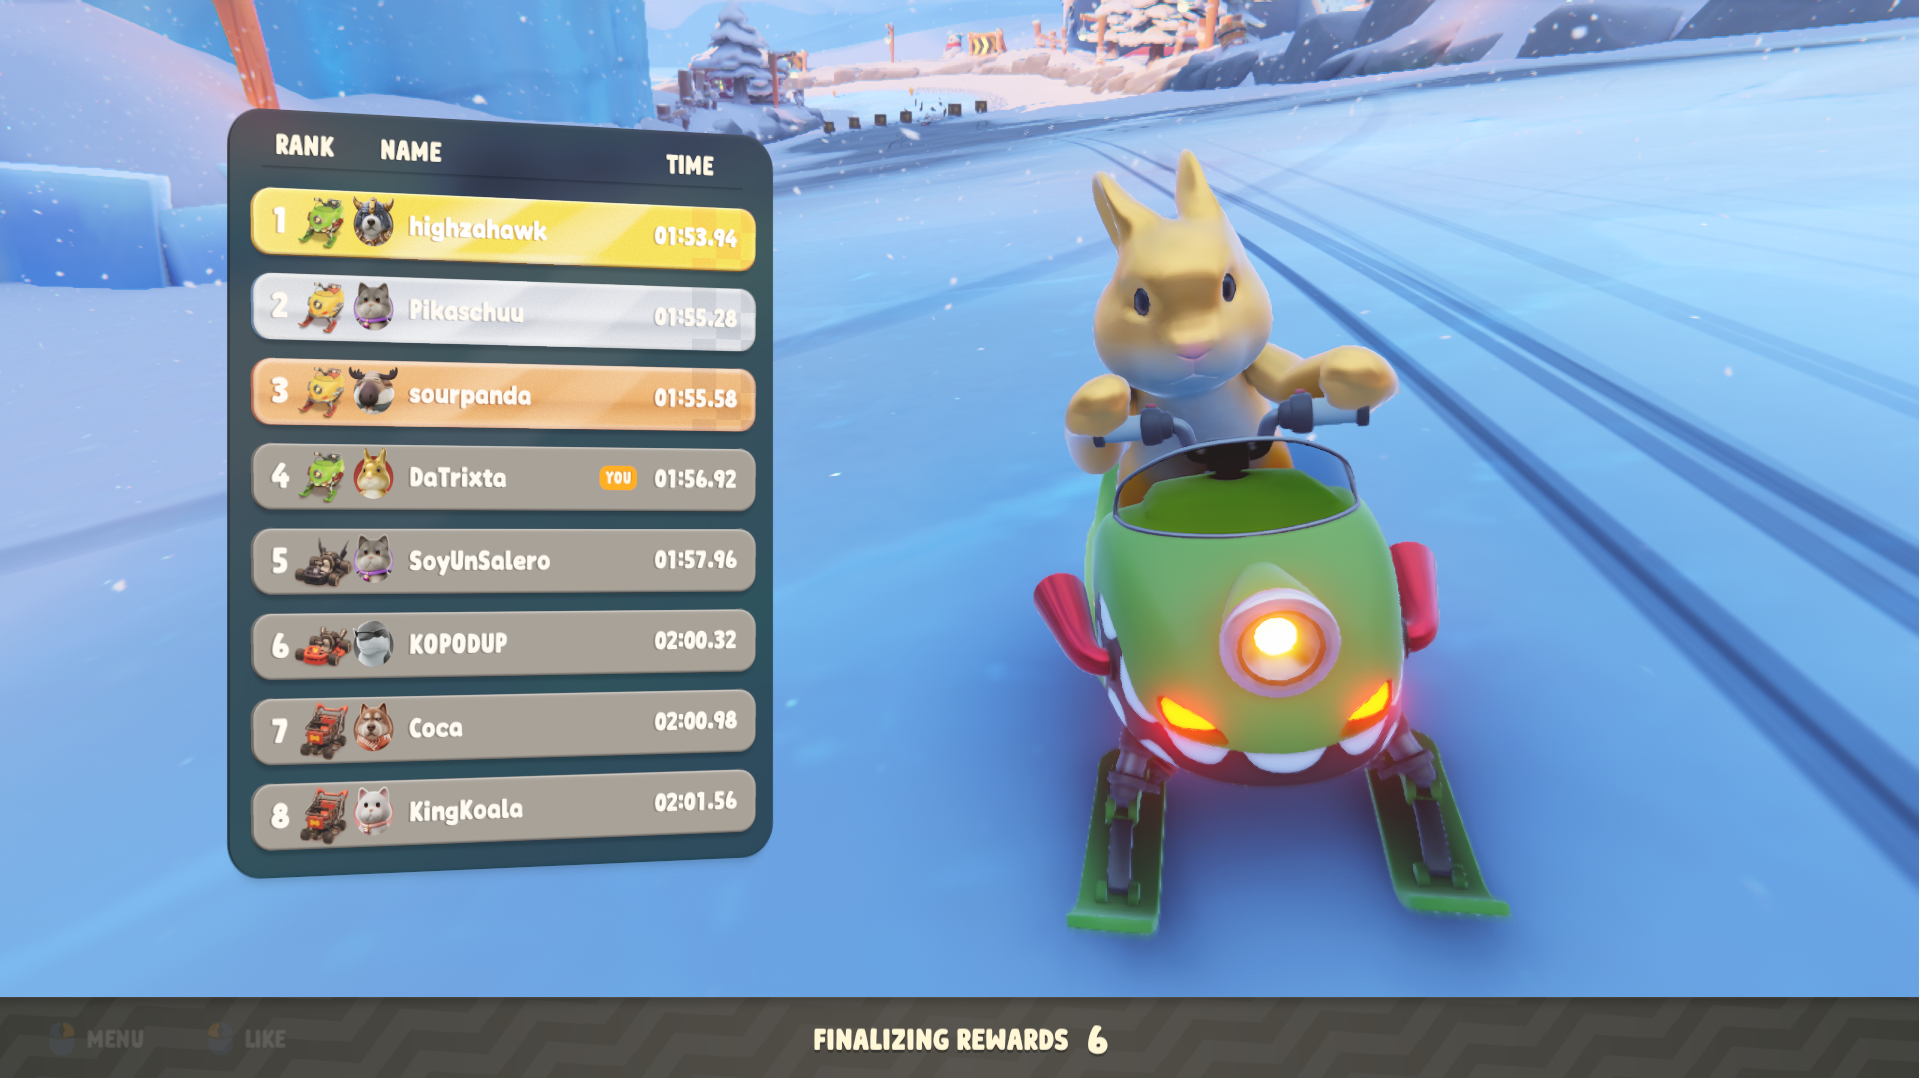 RANK NAME TIME
1 highzahawk 01:53.94
2 Pikaschuu 01:55.28
3 sourpanda 01:55.58
4 DaTrixta YOU 01:56.92
5 SoyUnSalero 01:57.96
6 KOPODUP 02:00.32
7 Coca 02:00.98
8 KingKoala 02:01.56
MENU LIKE FINALIZING REWARDS 6